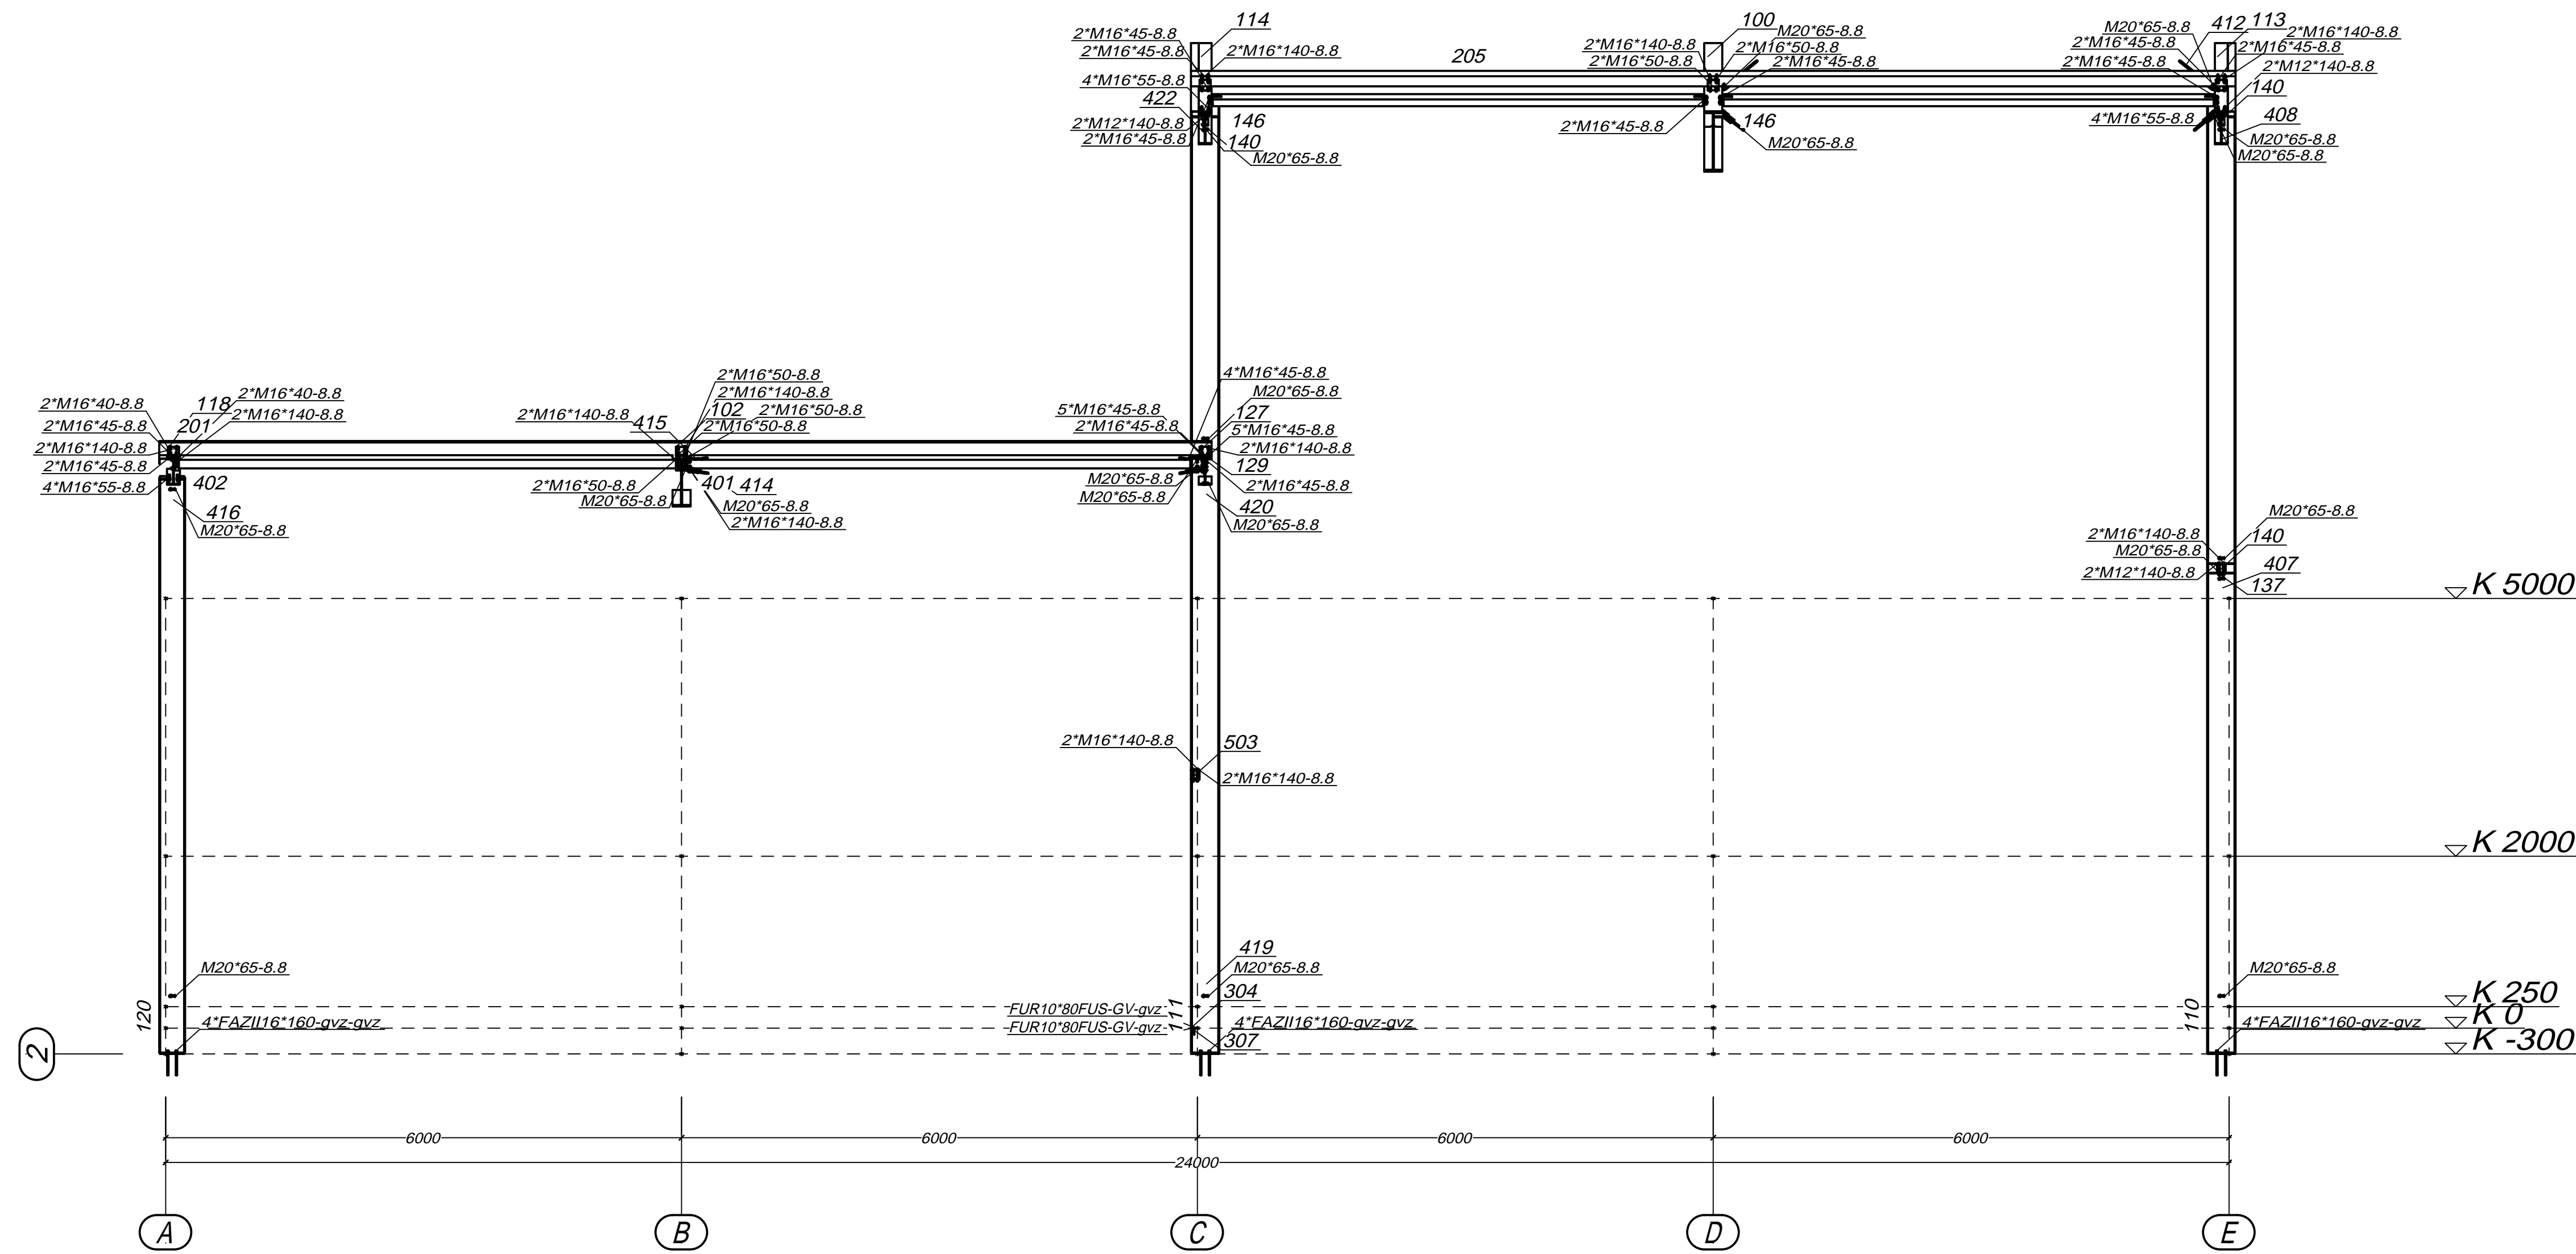 114
2*M16*45-8.8
2*M16*45-8.8
2*M16*140-8.8
4*M16*55-8.8
422
2*M12*140-8.8
2*M16*45-8.8
146
140
M20*65-8.8
205
100
2*M16*140-8.8
2*M16*50-8.8
M20*65-8.8
2*M16*50-8.8
2*M16*45-8.8
2*M16*45-8.8
146
M20*65-8.8
M20*65-8.8
412
113
2*M16*45-8.8
2*M16*45-8.8
2*M16*140-8.8
2*M16*45-8.8
2*M12*140-8.8
140
4*M16*55-8.8
408
M20*65-8.8
M20*65-8.8
2*M16*40-8.8
118
2*M16*40-8.8
2*M16*45-8.8
201
2*M16*140-8.8
2*M16*140-8.8
2*M16*45-8.8
4*M16*55-8.8
402
416
M20*65-8.8
2*M16*50-8.8
2*M16*140-8.8
2*M16*140-8.8
415
102
2*M16*50-8.8
2*M16*50-8.8
2*M16*50-8.8
M20*65-8.8
401
414
M20*65-8.8
2*M16*140-8.8
4*M16*45-8.8
M20*65-8.8
5*M16*45-8.8
127
2*M16*45-8.8
5*M16*45-8.8
2*M16*140-8.8
129
M20*65-8.8
2*M16*45-8.8
M20*65-8.8
420
M20*65-8.8
M20*65-8.8
2*M16*140-8.8
140
M20*65-8.8
407
2*M12*140-8.8
137
K 5000
2*M16*140-8.8
503
2*M16*140-8.8
K 2000
M20*65-8.8
419
M20*65-8.8
304
M20*65-8.8
120
FUR10*80FUS-GV-gvz
111
110
K 250
4*FAZII16*160-gvz-gvz
FUR10*80FUS-GV-gvz
4*FAZII16*160-gvz-gvz
307
4*FAZII16*160-gvz-gvz
K 0
K -300
2
6000
6000
6000
6000
24000
A
B
C
D
E